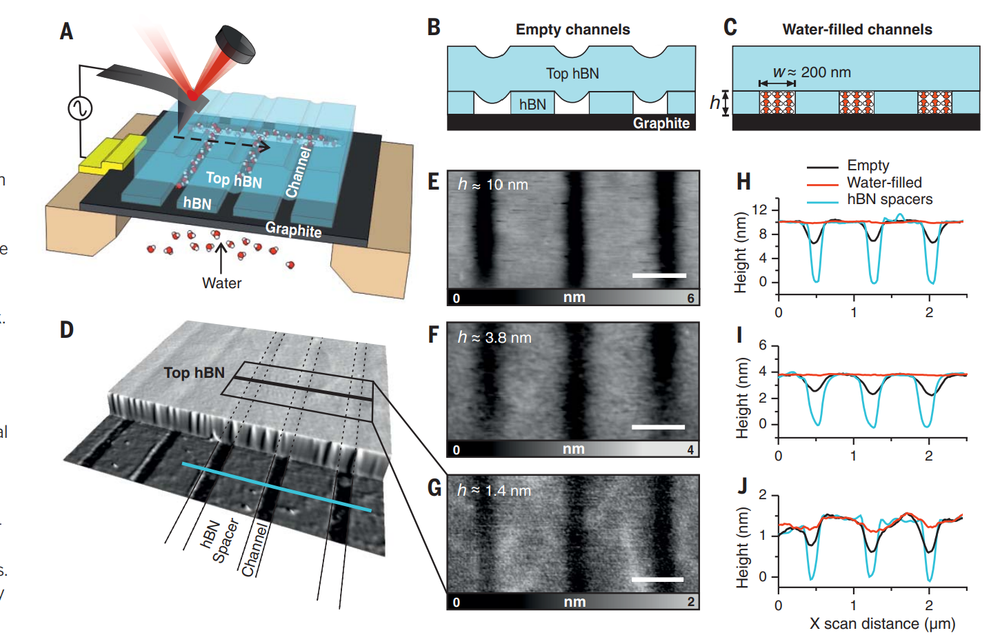 A
Top hBN
Channel
hBN
Graphite
Water
B
Empty channels
Top hBN
hBN
Graphite
C
Water-filled channels
w ≈ 200 nm
h
D
Top hBN
hBN
Spacer
Channel
E
h ≈ 10 nm
0 nm 6
F
h ≈ 3.8 nm
0 nm 4
G
h ≈ 1.4 nm
0 nm 2
Empty
Water-filled
hBN spacers
H
Height (nm)
12
8
4
0
0 1 2
I
Height (nm)
6
4
2
0
0 1 2
J
Height (nm)
2
1
0
0 1 2
X scan distance (µm)
n
e
.
al
s.
y